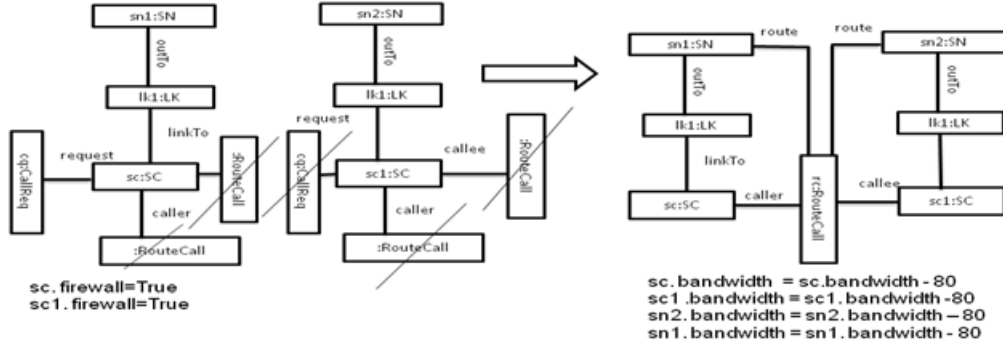 sn1:SN
outTo
lk1:LK
linkTo
request
cq:CallReq
sc:SC
:RouteCall
caller
:RouteCall
sc.firewall=True
sc1.firewall=True
sn2:SN
outTo
lk1:LK
request
cq:CallReq
sc1:SC
callee
:RouteCall
caller
:RouteCall
sn1:SN
route
route
sn2:SN
outTo
outTo
lk1:LK
lk1:LK
linkTo
sc:SC
caller
rc:RouteCall
callee
sc1:SC
sc.bandwidth = sc.bandwidth - 80
sc1.bandwidth = sc1.bandwidth -80
sn2.bandwidth = sn2.bandwidth – 80
sn1.bandwidth = sn1.bandwidth - 80